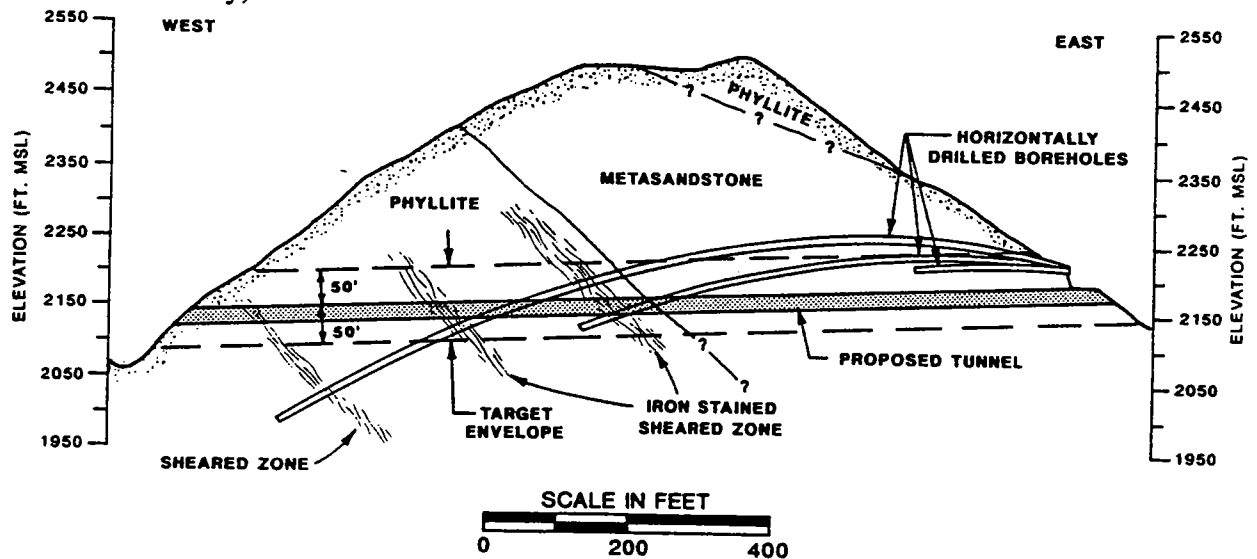 2550
WEST
2450
2350
2250
2150
2050
1950
ELEVATION (FT. MSL)
EAST
2550
2450
2350
2250
2150
2050
1950
ELEVATION (FT. MSL)
?
PHYLLITE
?
?
HORIZONTALLY
DRILLED BOREHOLES
METASANDSTONE
PHYLLITE
50'
50'
?
?
PROPOSED TUNNEL
TARGET
ENVELOPE
IRON STAINED
SHEARED ZONE
SHEARED ZONE
SCALE IN FEET
0
200
400